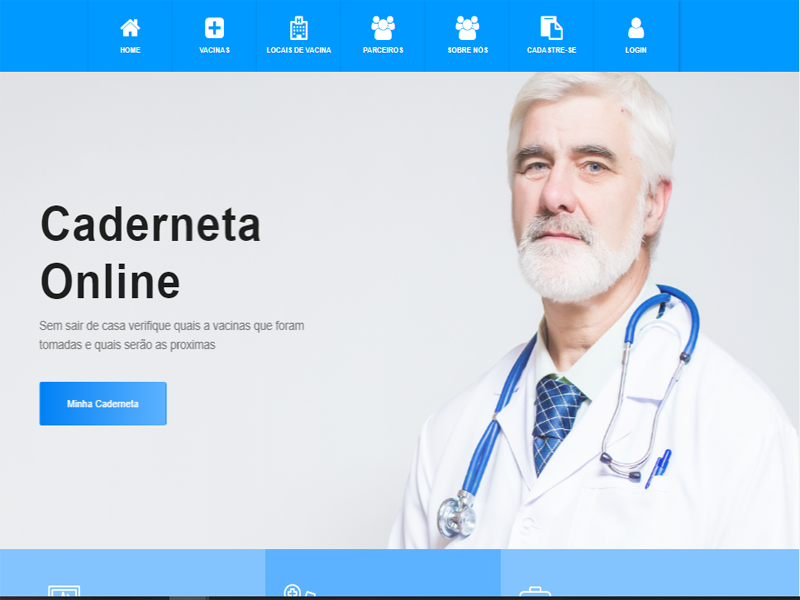 HOME
VACINAS
LOCAIS DE VACINA
PARCEIROS
SOBRE NÓS
CADASTRE-SE
LOGIN
Caderneta
Online
Sem sair de casa verifique quais a vacinas que foram
tomadas e quais serão as proximas
Minha Caderneta